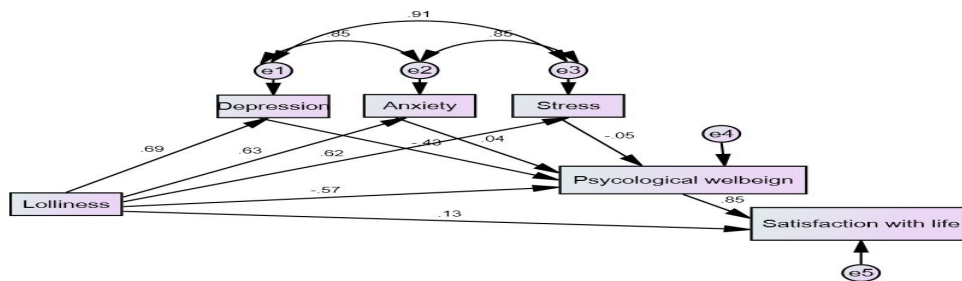 .91
.85 .85
e1 e2 e3
Depression Anxiety Stress
e4
-.05
.69 .63 .62 -.43 .04
Psycological welbeign
Lolliness -.57
.85
.13 Satisfaction with life
e5